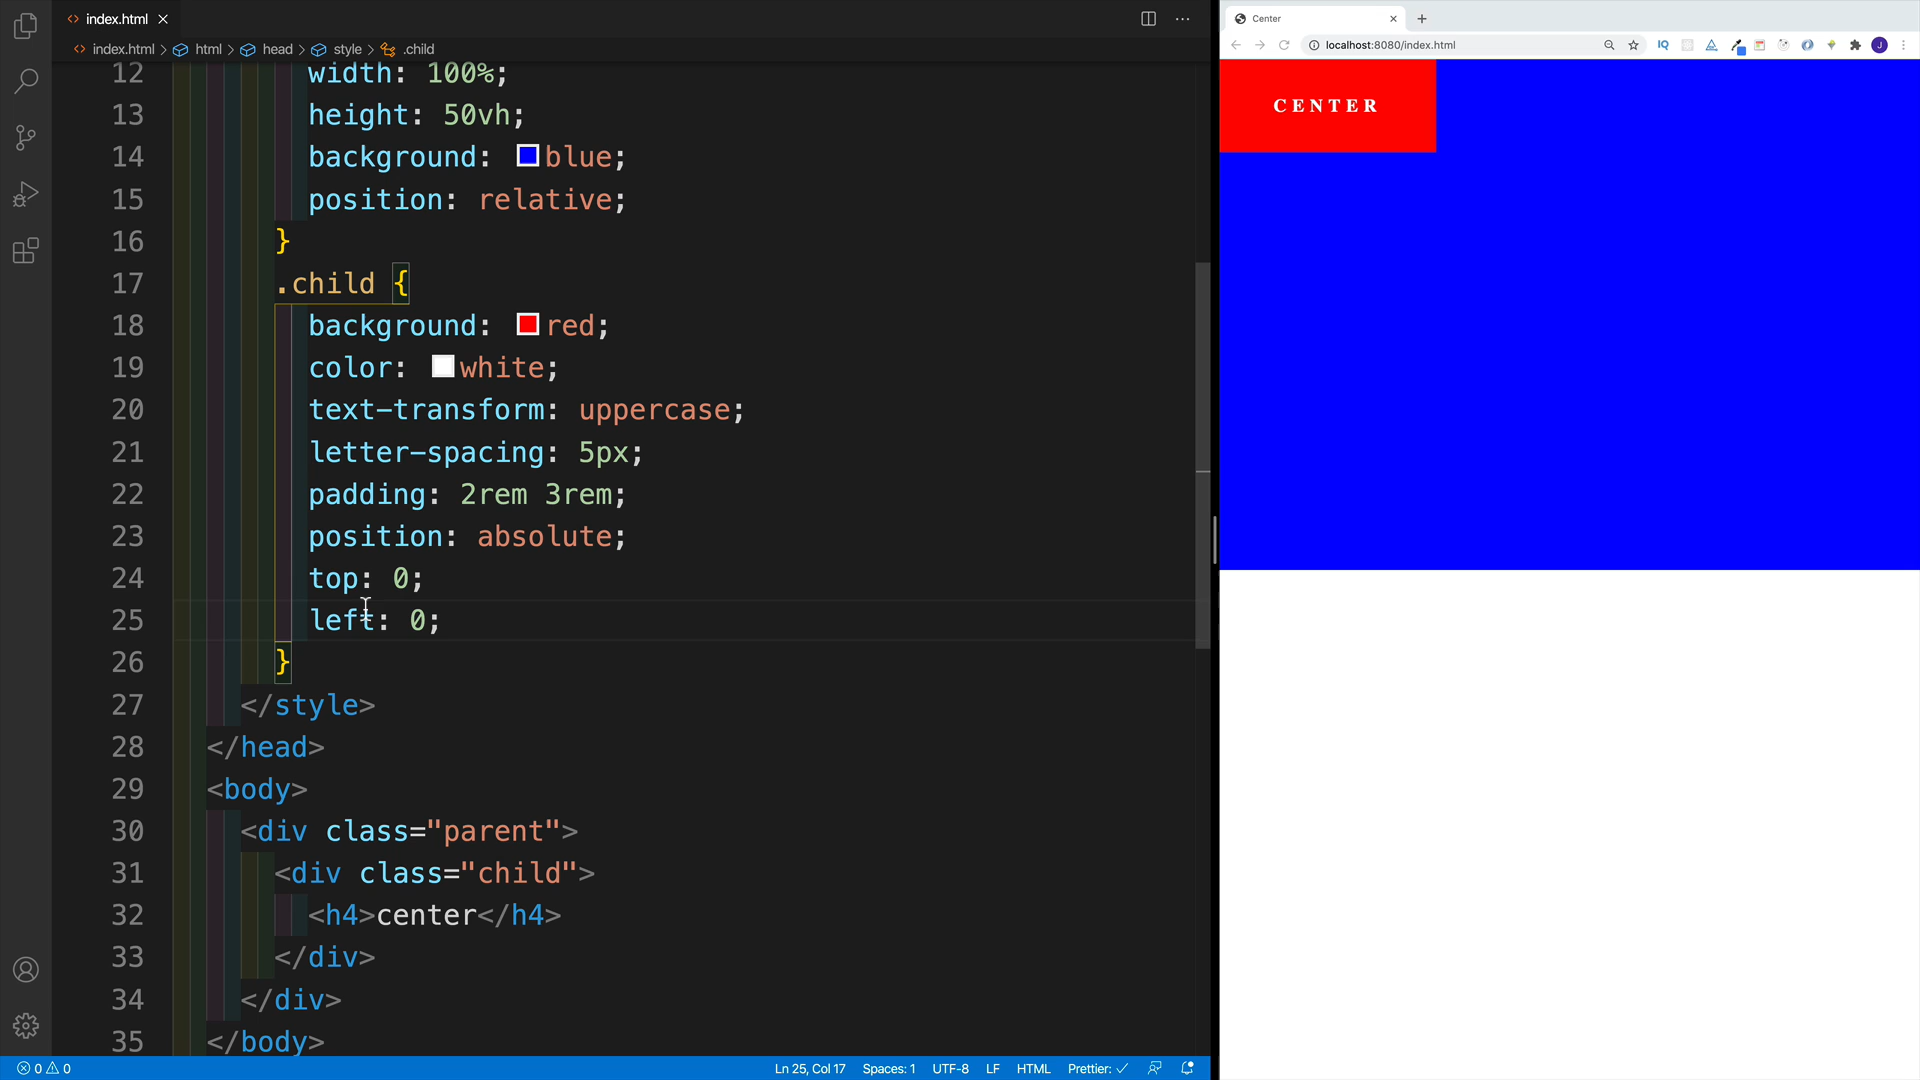 index.html
index.html > html > head > style > .child
12 width: 100%;
13 height: 50vh;
14 background: blue;
15 position: relative;
16 }
17 .child {
18 background: red;
19 color: white;
20 text-transform: uppercase;
21 letter-spacing: 5px;
22 padding: 2rem 3rem;
23 position: absolute;
24 top: 0;
25 left: 0;
26 }
27 </style>
28 </head>
29 <body>
30 <div class="parent">
31 <div class="child">
32 <h4>center</h4>
33 </div>
34 </div>
35 </body>
0 0
Ln 25, Col 17 Spaces: 1 UTF-8 LF HTML Prettier: ✓
Center
localhost:8080/index.html
IQ
J
CENTER